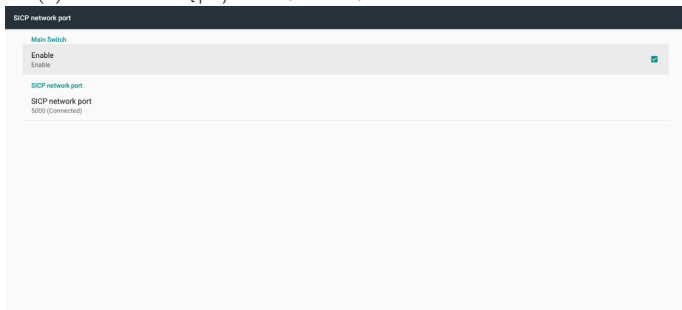 SICP network port
Main Switch
Enable
Enable
SICP network port
SICP network port
5000 (Connected)